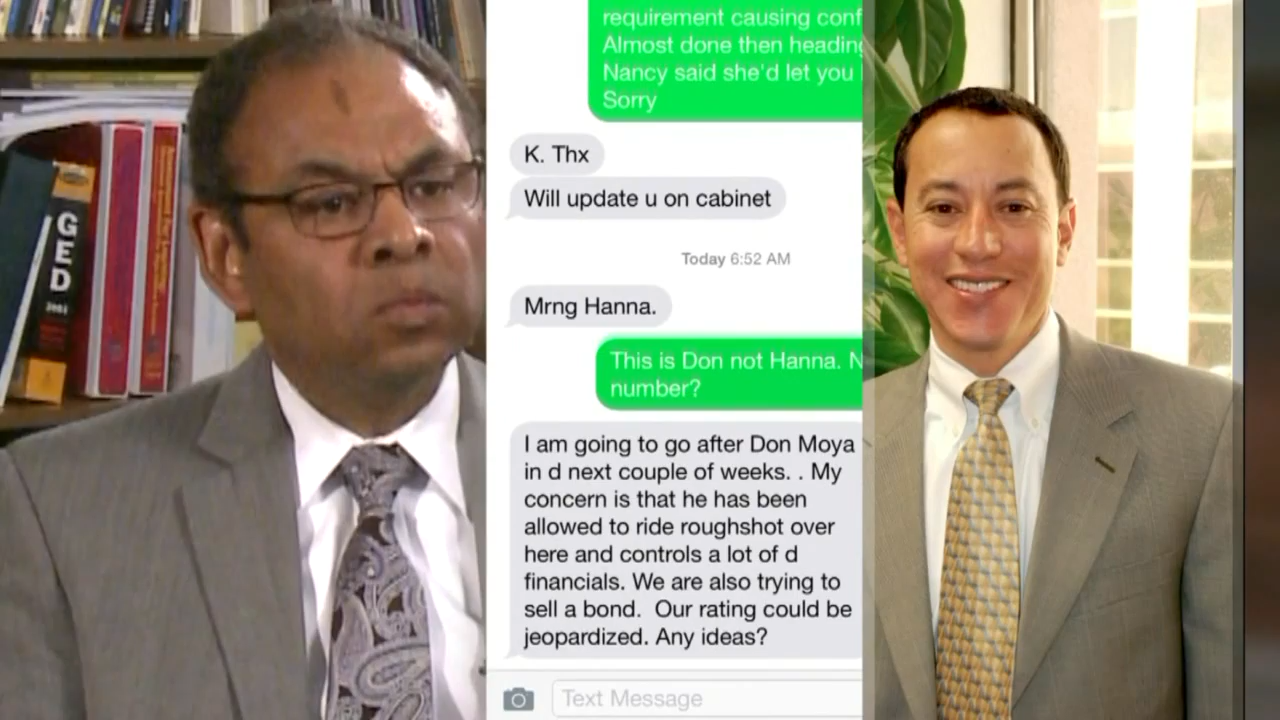 GED
requirement causing conf
Almost done then heading
Nancy said she'd let you
Sorry
K. Thx
Will update u on cabinet
Today 6:52 AM
Mrng Hanna.
This is Don not Hanna. N
number?
I am going to go after Don Moya
in d next couple of weeks. . My
concern is that he has been
allowed to ride roughshot over
here and controls a lot of d
financials. We are also trying to
sell a bond.  Our rating could be
jeopardized. Any ideas?
Text Message